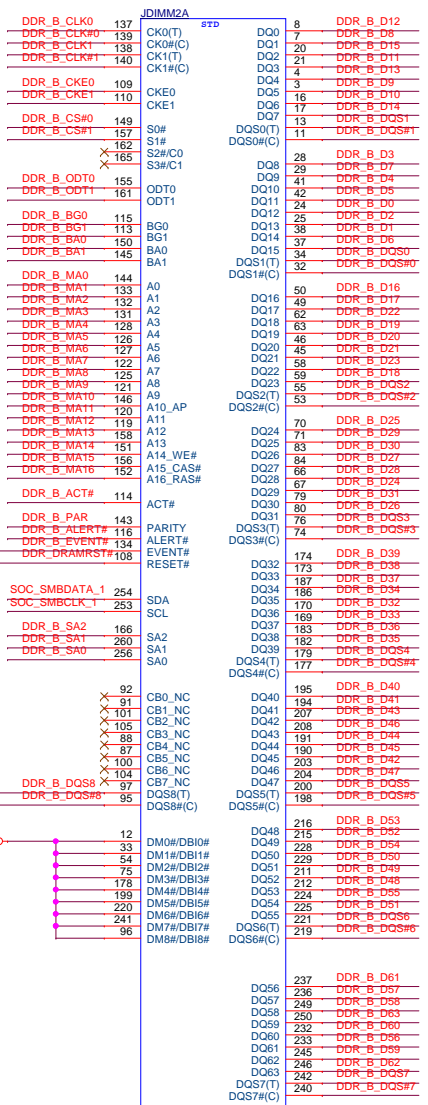 JDIMM2A
STD
DDR_B_CLK0 137 CK0(T)
DDR_B_CLK#0 139 CK0#(C)
DDR_B_CLK1 138 CK1(T)
DDR_B_CLK#1 140 CK1#(C)
DDR_B_CKE0 109 CKE0
DDR_B_CKE1 110 CKE1
DDR_B_CS#0 149 S0#
DDR_B_CS#1 157 S1#
162 S2#/C0
165 S3#/C1
DDR_B_ODT0 155 ODT0
DDR_B_ODT1 161 ODT1
DDR_B_BG0 115 BG0
DDR_B_BG1 113 BG1
DDR_B_BA0 150 BA0
DDR_B_BA1 145 BA1
DDR_B_MA0 144 A0
DDR_B_MA1 133 A1
DDR_B_MA2 132 A2
DDR_B_MA3 131 A3
DDR_B_MA4 128 A4
DDR_B_MA5 126 A5
DDR_B_MA6 127 A6
DDR_B_MA7 122 A7
DDR_B_MA8 125 A8
DDR_B_MA9 121 A9
DDR_B_MA10 146 A10_AP
DDR_B_MA11 120 A11
DDR_B_MA12 119 A12
DDR_B_MA13 158 A13
DDR_B_MA14 151 A14_WE#
DDR_B_MA15 156 A15_CAS#
DDR_B_MA16 152 A16_RAS#
DDR_B_ACT# 114 ACT#
DDR_B_PAR 143 PARITY
DDR_B_ALERT# 116 ALERT#
DDR_B_EVENT# 134 EVENT#
DDR_DRAMRST# 108 RESET#
SOC_SMBDATA_1 254 SDA
SOC_SMBCLK_1 253 SCL
DDR_B_SA2 166 SA2
DDR_B_SA1 260 SA1
DDR_B_SA0 256 SA0
92 CB0_NC
91 CB1_NC
101 CB2_NC
105 CB3_NC
88 CB4_NC
87 CB5_NC
100 CB6_NC
104 CB7_NC
DDR_B_DQS8 97 DQS8(T)
DDR_B_DQS#8 95 DQS8#(C)
12 DM0#/DBI0#
33 DM1#/DBI1#
54 DM2#/DBI2#
75 DM3#/DBI3#
178 DM4#/DBI4#
199 DM5#/DBI5#
220 DM6#/DBI6#
241 DM7#/DBI7#
96 DM8#/DBI8#
DQ0 8 DDR_B_D12
DQ1 7 DDR_B_D8
DQ2 20 DDR_B_D15
DQ3 21 DDR_B_D11
DQ4 4 DDR_B_D13
DQ5 3 DDR_B_D9
DQ6 16 DDR_B_D10
DQ7 17 DDR_B_D14
DQS0(T) 13 DDR_B_DQS1
DQS0#(C) 11 DDR_B_DQS#1
DQ8 28 DDR_B_D3
DQ9 29 DDR_B_D7
DQ10 41 DDR_B_D4
DQ11 42 DDR_B_D5
DQ12 24 DDR_B_D0
DQ13 25 DDR_B_D2
DQ14 38 DDR_B_D1
DQ15 37 DDR_B_D6
DQS1(T) 34 DDR_B_DQS0
DQS1#(C) 32 DDR_B_DQS#0
DQ16 50 DDR_B_D16
DQ17 49 DDR_B_D17
DQ18 62 DDR_B_D22
DQ19 63 DDR_B_D19
DQ20 46 DDR_B_D20
DQ21 45 DDR_B_D21
DQ22 58 DDR_B_D23
DQ23 59 DDR_B_D18
DQS2(T) 55 DDR_B_DQS2
DQS2#(C) 53 DDR_B_DQS#2
DQ24 70 DDR_B_D25
DQ25 71 DDR_B_D29
DQ26 83 DDR_B_D30
DQ27 84 DDR_B_D27
DQ28 66 DDR_B_D28
DQ29 67 DDR_B_D24
DQ30 79 DDR_B_D31
DQ31 80 DDR_B_D26
DQS3(T) 76 DDR_B_DQS3
DQS3#(C) 74 DDR_B_DQS#3
DQ32 174 DDR_B_D39
DQ33 173 DDR_B_D38
DQ34 187 DDR_B_D37
DQ35 186 DDR_B_D34
DQ36 170 DDR_B_D32
DQ37 169 DDR_B_D33
DQ38 183 DDR_B_D36
DQ39 182 DDR_B_D35
DQS4(T) 179 DDR_B_DQS4
DQS4#(C) 177 DDR_B_DQS#4
DQ40 195 DDR_B_D40
DQ41 194 DDR_B_D41
DQ42 207 DDR_B_D43
DQ43 208 DDR_B_D46
DQ44 191 DDR_B_D44
DQ45 190 DDR_B_D45
DQ46 203 DDR_B_D42
DQ47 204 DDR_B_D47
DQS5(T) 200 DDR_B_DQS5
DQS5#(C) 198 DDR_B_DQS#5
DQ48 216 DDR_B_D53
DQ49 215 DDR_B_D52
DQ50 228 DDR_B_D54
DQ51 229 DDR_B_D50
DQ52 211 DDR_B_D49
DQ53 212 DDR_B_D48
DQ54 224 DDR_B_D55
DQ55 225 DDR_B_D51
DQS6(T) 221 DDR_B_DQS6
DQS6#(C) 219 DDR_B_DQS#6
DQ56 237 DDR_B_D61
DQ57 236 DDR_B_D57
DQ58 249 DDR_B_D58
DQ59 250 DDR_B_D63
DQ60 232 DDR_B_D60
DQ61 233 DDR_B_D56
DQ62 245 DDR_B_D59
DQ63 246 DDR_B_D62
DQS7(T) 242 DDR_B_DQS7
DQS7#(C) 240 DDR_B_DQS#7